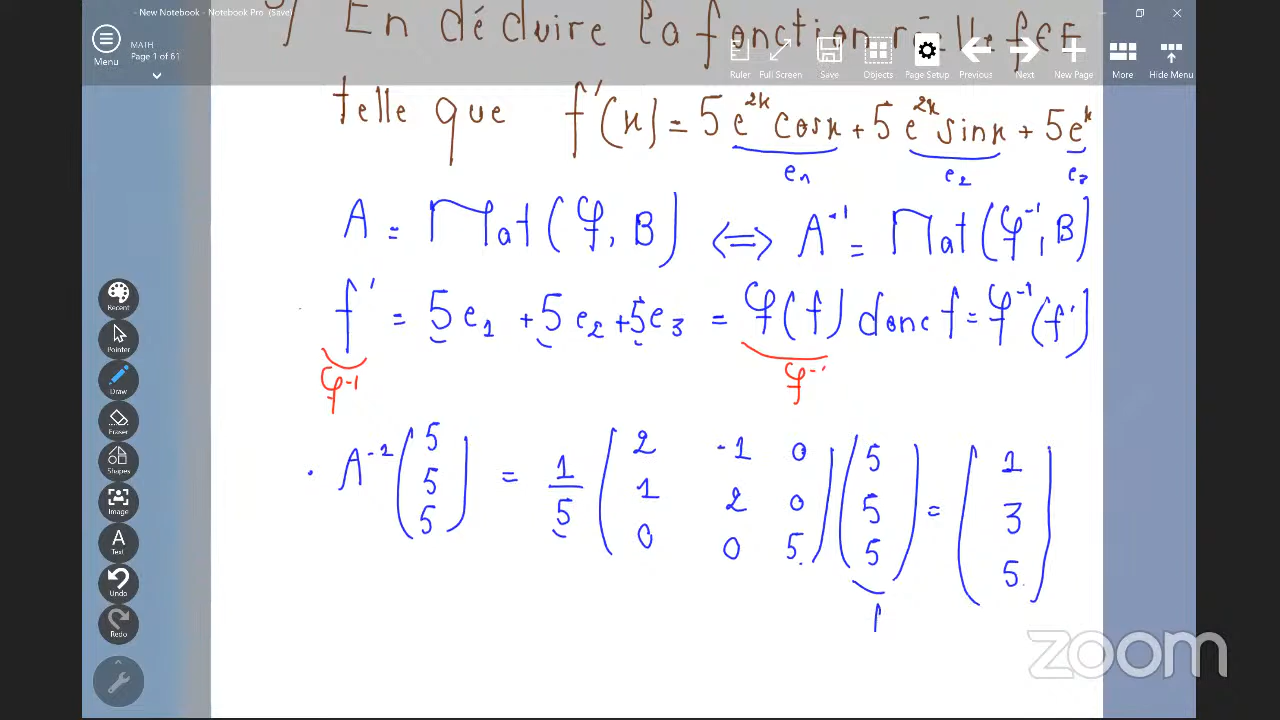 - New Notebook - Notebook Pro (Save)
Menu
MATH
Page 1 of 61
Ruler Full Screen Save Objects Page Setup Previous Next New Page More Hide Menu
En déduire la fonction
telle que f'(x) = 5 e^{2x} cosx + 5 e^{2x} sinx + 5e^x
e₁ e₂ e₃
A = Mat(φ, B) <=> A⁻¹ = Mat(φ⁻¹, B)
f' = 5e₁ + 5e₂ + 5e₃ = φ(f) donc f = φ⁻¹(f')
φ⁻¹ φ⁻¹
A⁻¹ (5 5 5) = 1/5 (2 -1 0
1 2 0
0 0 5) (5 5 5) = (1 3 5)
Recent
Pointer
Draw
Eraser
Shapes
Image
Text
Undo
Redo
zoom